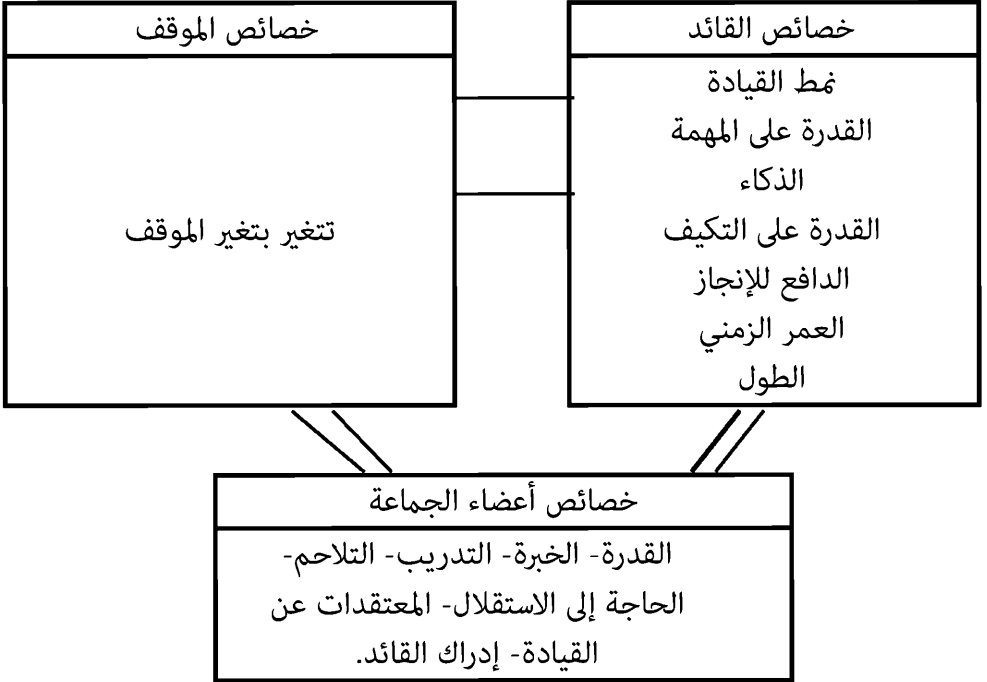 خصائص القائد
نمط القيادة
القدرة على المهمة
الذكاء
القدرة على التكيف
الدافع للإنجاز
العمر الزمني
الطول
خصائص الموقف
تتغير بتغير الموقف
خصائص أعضاء الجماعة
القدرة- الخبرة- التدريب- التلاحم-
الحاجة إلى الاستقلال- المعتقدات عن
القيادة- إدراك القائد.